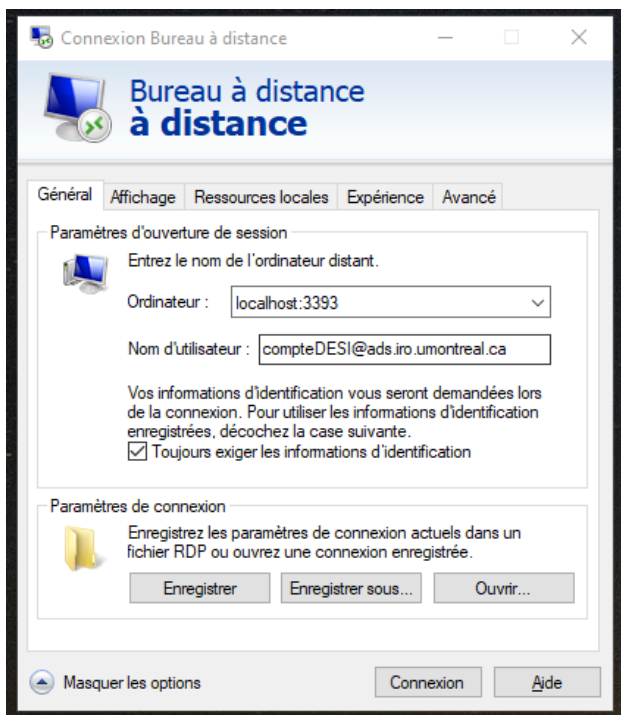 Connexion Bureau à distance
Bureau à distance
à distance
Général Affichage Ressources locales Expérience Avancé
Paramètres d'ouverture de session
Entrez le nom de l'ordinateur distant.
Ordinateur : localhost:3393
Nom d'utilisateur : compteDESI@ads.iro.umontreal.ca
Vos informations d'identification vous seront demandées lors
de la connexion. Pour utiliser les informations d'identification
enregistrées, décochez la case suivante.
Toujours exiger les informations d'identification
Paramètres de connexion
Enregistrez les paramètres de connexion actuels dans un
fichier RDP ou ouvrez une connexion enregistrée.
Enregistrer Enregistrer sous... Ouvrir...
Masquer les options Connexion Aide